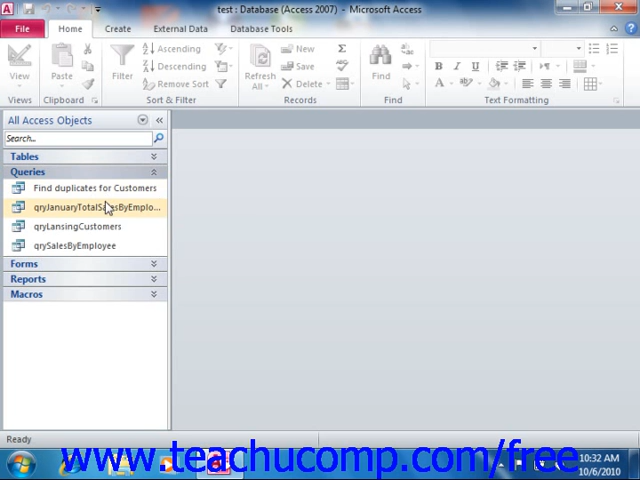 test : Database (Access 2007) - Microsoft Access
File Home Create External Data Database Tools
View
Views
Paste
Clipboard
Filter
Ascending
Descending
Remove Sort
Sort & Filter
Refresh All
New
Save
Delete
Records
Find
Find
B I U
A
Text Formatting
All Access Objects
Search...
Tables
Queries
Find duplicates for Customers
qryJanuaryTotalSalesByEmplo...
qryLansingCustomers
qrySalesByEmployee
Forms
Reports
Macros
Ready
www.teachucomp.com/free
10:32 AM
10/6/2010